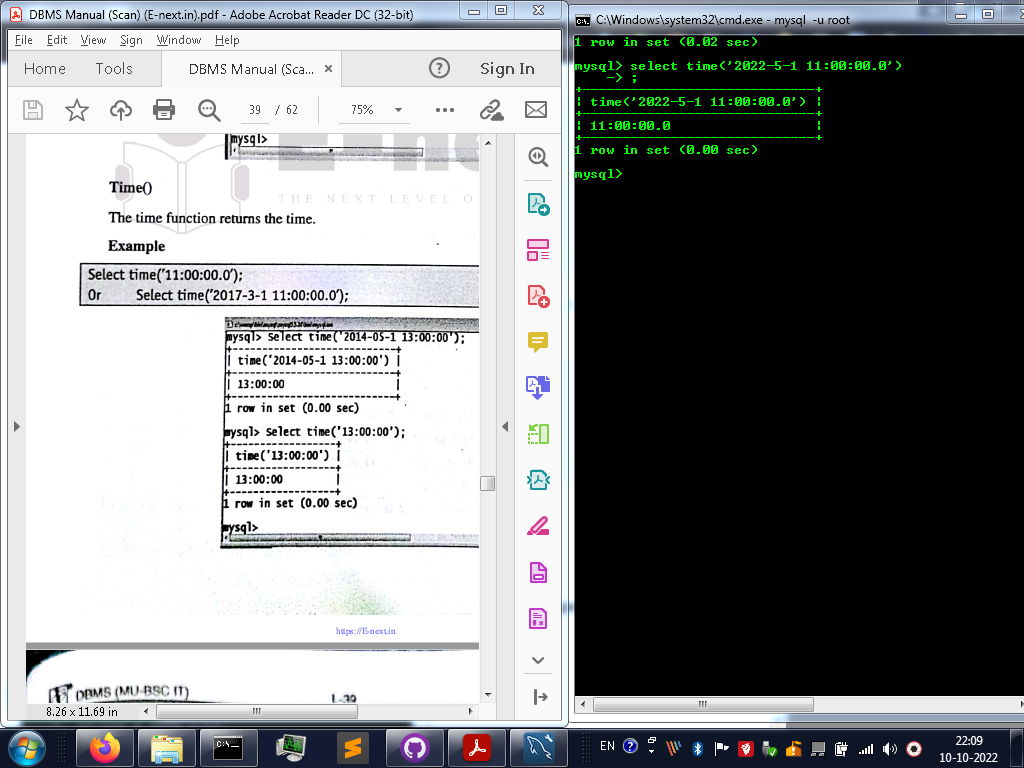 DBMS Manual (Scan) (E-next.in).pdf - Adobe Acrobat Reader DC (32-bit)
File Edit View Sign Window Help
Home Tools DBMS Manual (Sca... × ? Sign In
39 / 62 75%
mysql>
THE NEXT LEVEL O
Time()
The time function returns the time.
Example
Select time('11:00:00.0');
Or Select time('2017-3-1 11:00:00.0');
mysql> Select time('2014-05-1 13:00:00');
time('2014-05-1 13:00:00')
13:00:00
1 row in set (0.00 sec)
mysql> Select time('13:00:00');
time('13:00:00')
13:00:00
1 row in set (0.00 sec)
mysql>
https://E-next.in
DBMS (MU-BSC IT)
8.26 x 11.69 in
C:\Windows\system32\cmd.exe - mysql -u root
1 row in set (0.02 sec)
mysql> select time('2022-5-1 11:00:00.0')
-> ;
+-----------------------------+
| time('2022-5-1 11:00:00.0') |
+-----------------------------+
| 11:00:00.0 |
+-----------------------------+
1 row in set (0.00 sec)
mysql>
EN
22:09
10-10-2022